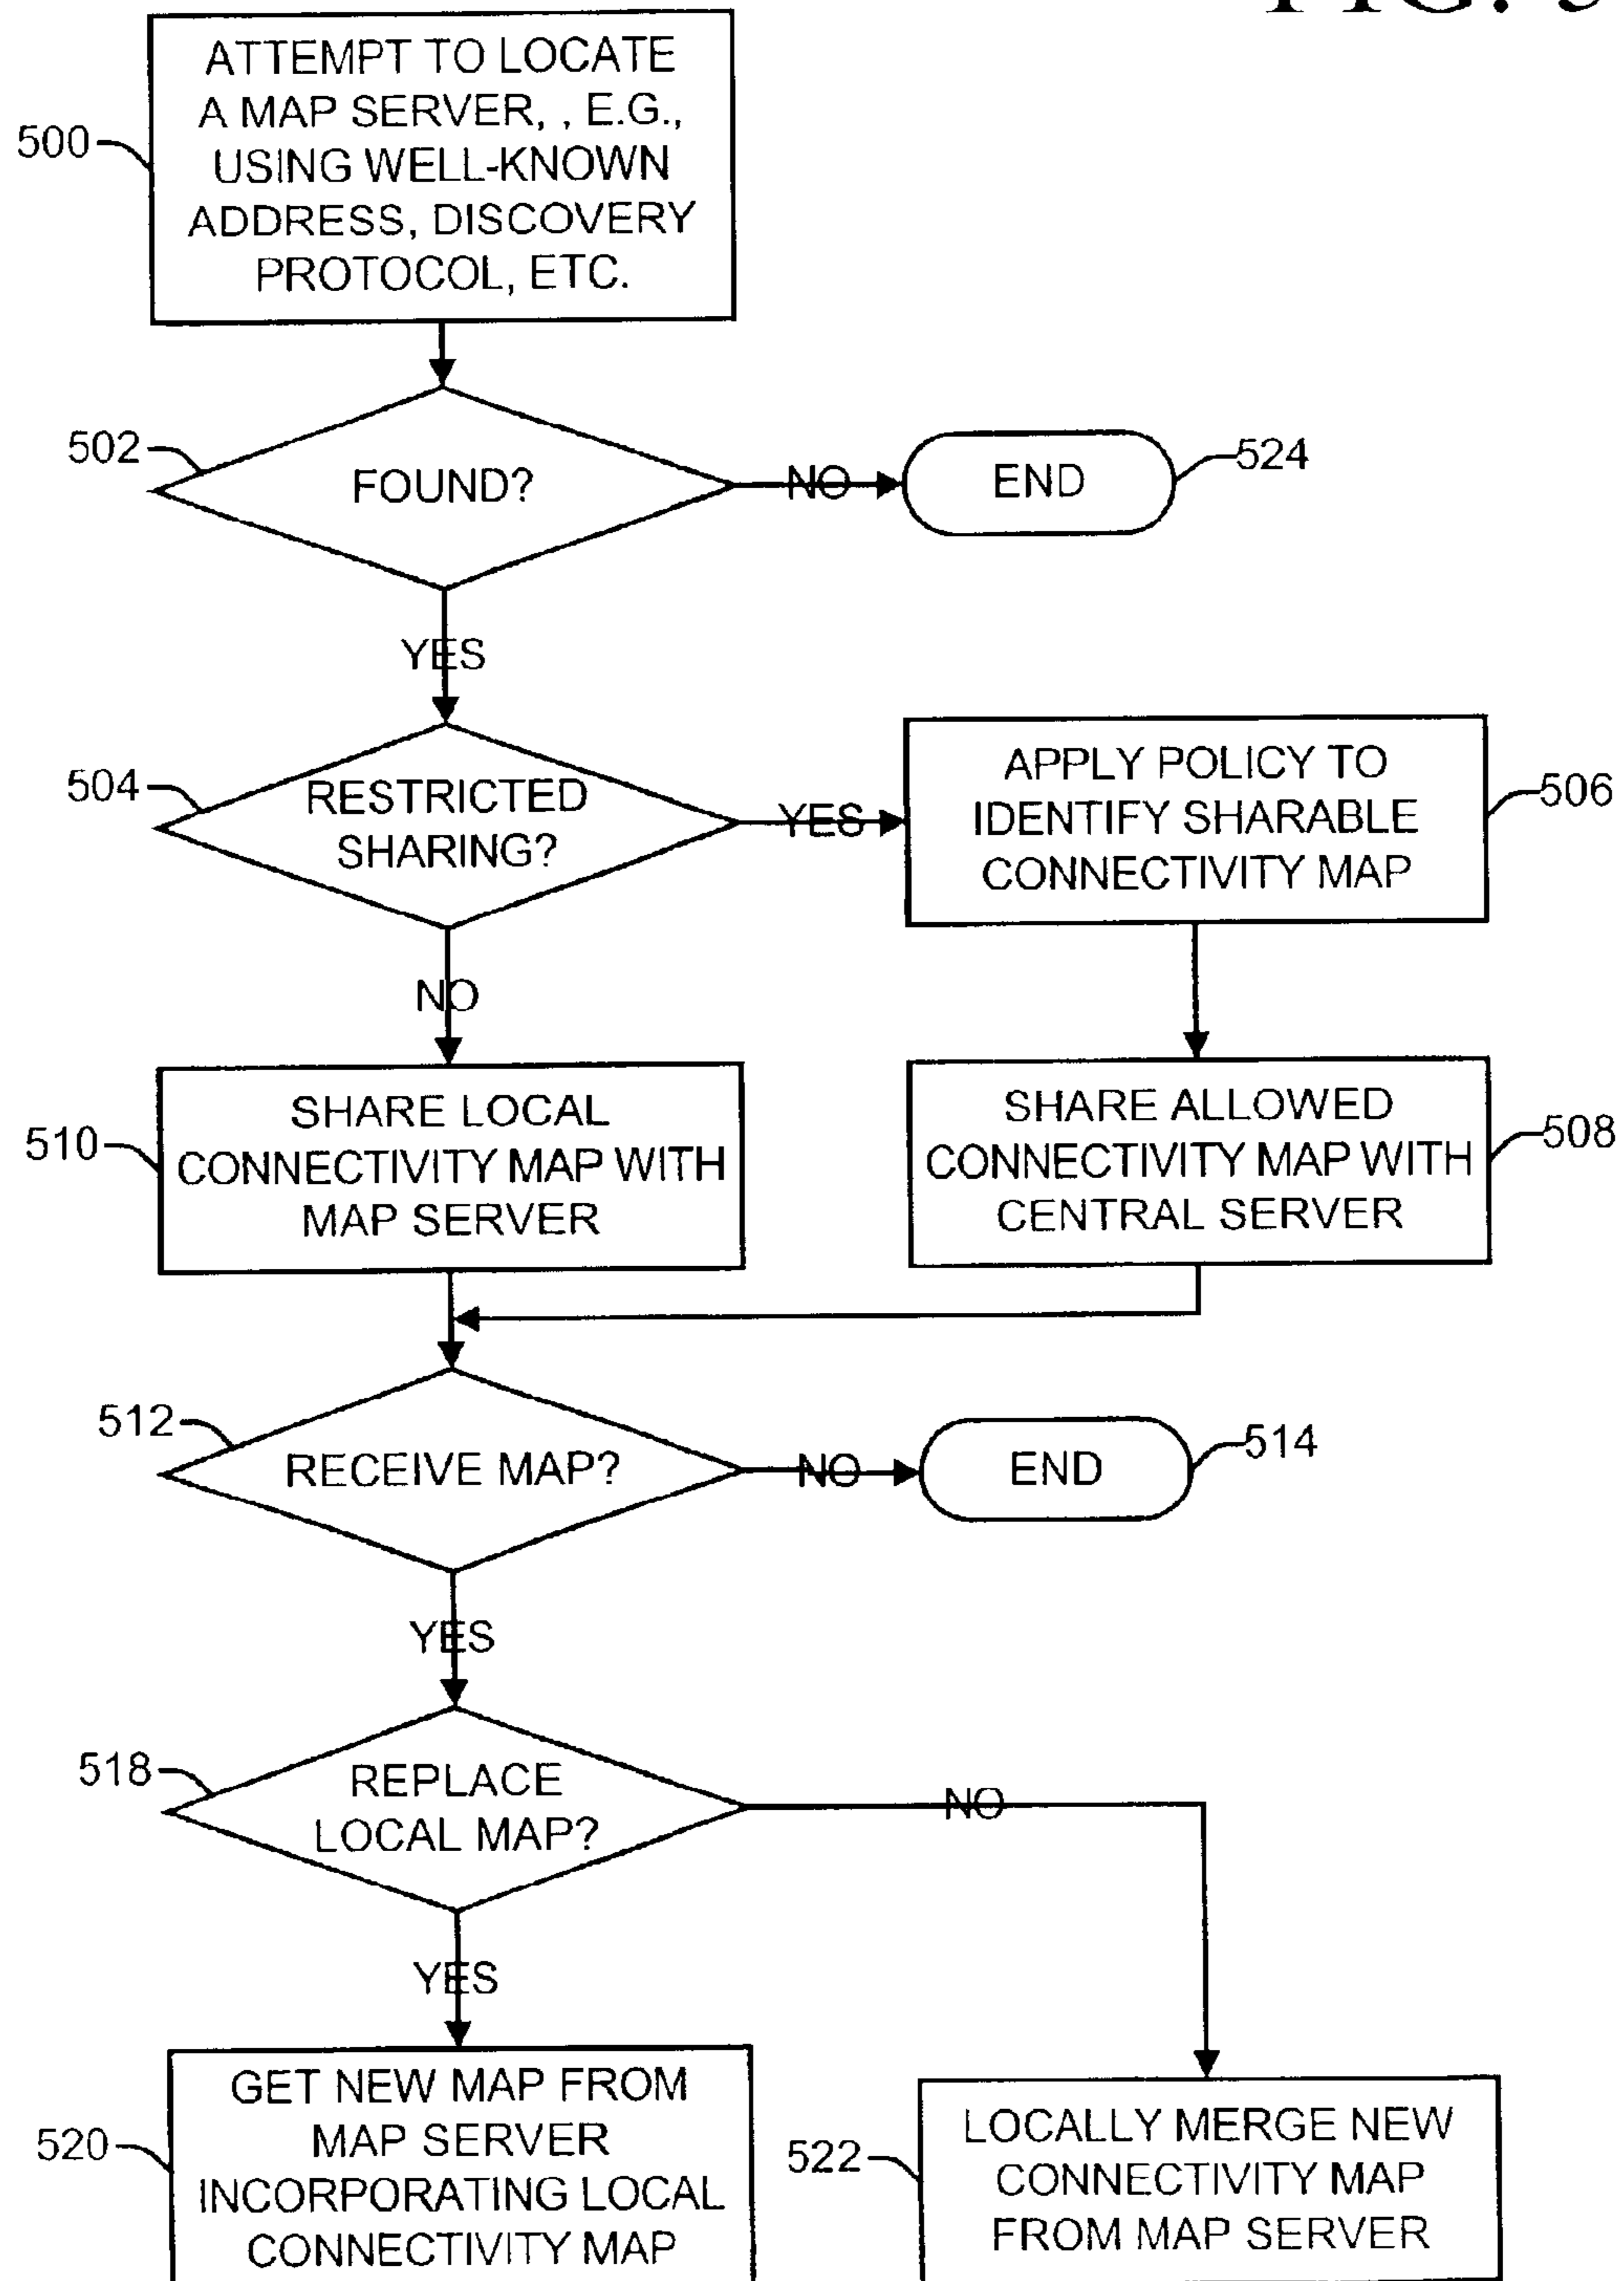 ATTEMPT TO LOCATE
A MAP SERVER, , E.G.,
USING WELL-KNOWN
ADDRESS, DISCOVERY
PROTOCOL, ETC.
500
502
FOUND?
NO
END
524
YES
504
RESTRICTED
SHARING?
YES
APPLY POLICY TO
IDENTIFY SHARABLE
CONNECTIVITY MAP
506
NO
510
SHARE LOCAL
CONNECTIVITY MAP WITH
MAP SERVER
SHARE ALLOWED
CONNECTIVITY MAP WITH
CENTRAL SERVER
508
512
RECEIVE MAP?
NO
END
514
YES
518
REPLACE
LOCAL MAP?
NO
YES
520
GET NEW MAP FROM
MAP SERVER
INCORPORATING LOCAL
CONNECTIVITY MAP
522
LOCALLY MERGE NEW
CONNECTIVITY MAP
FROM MAP SERVER